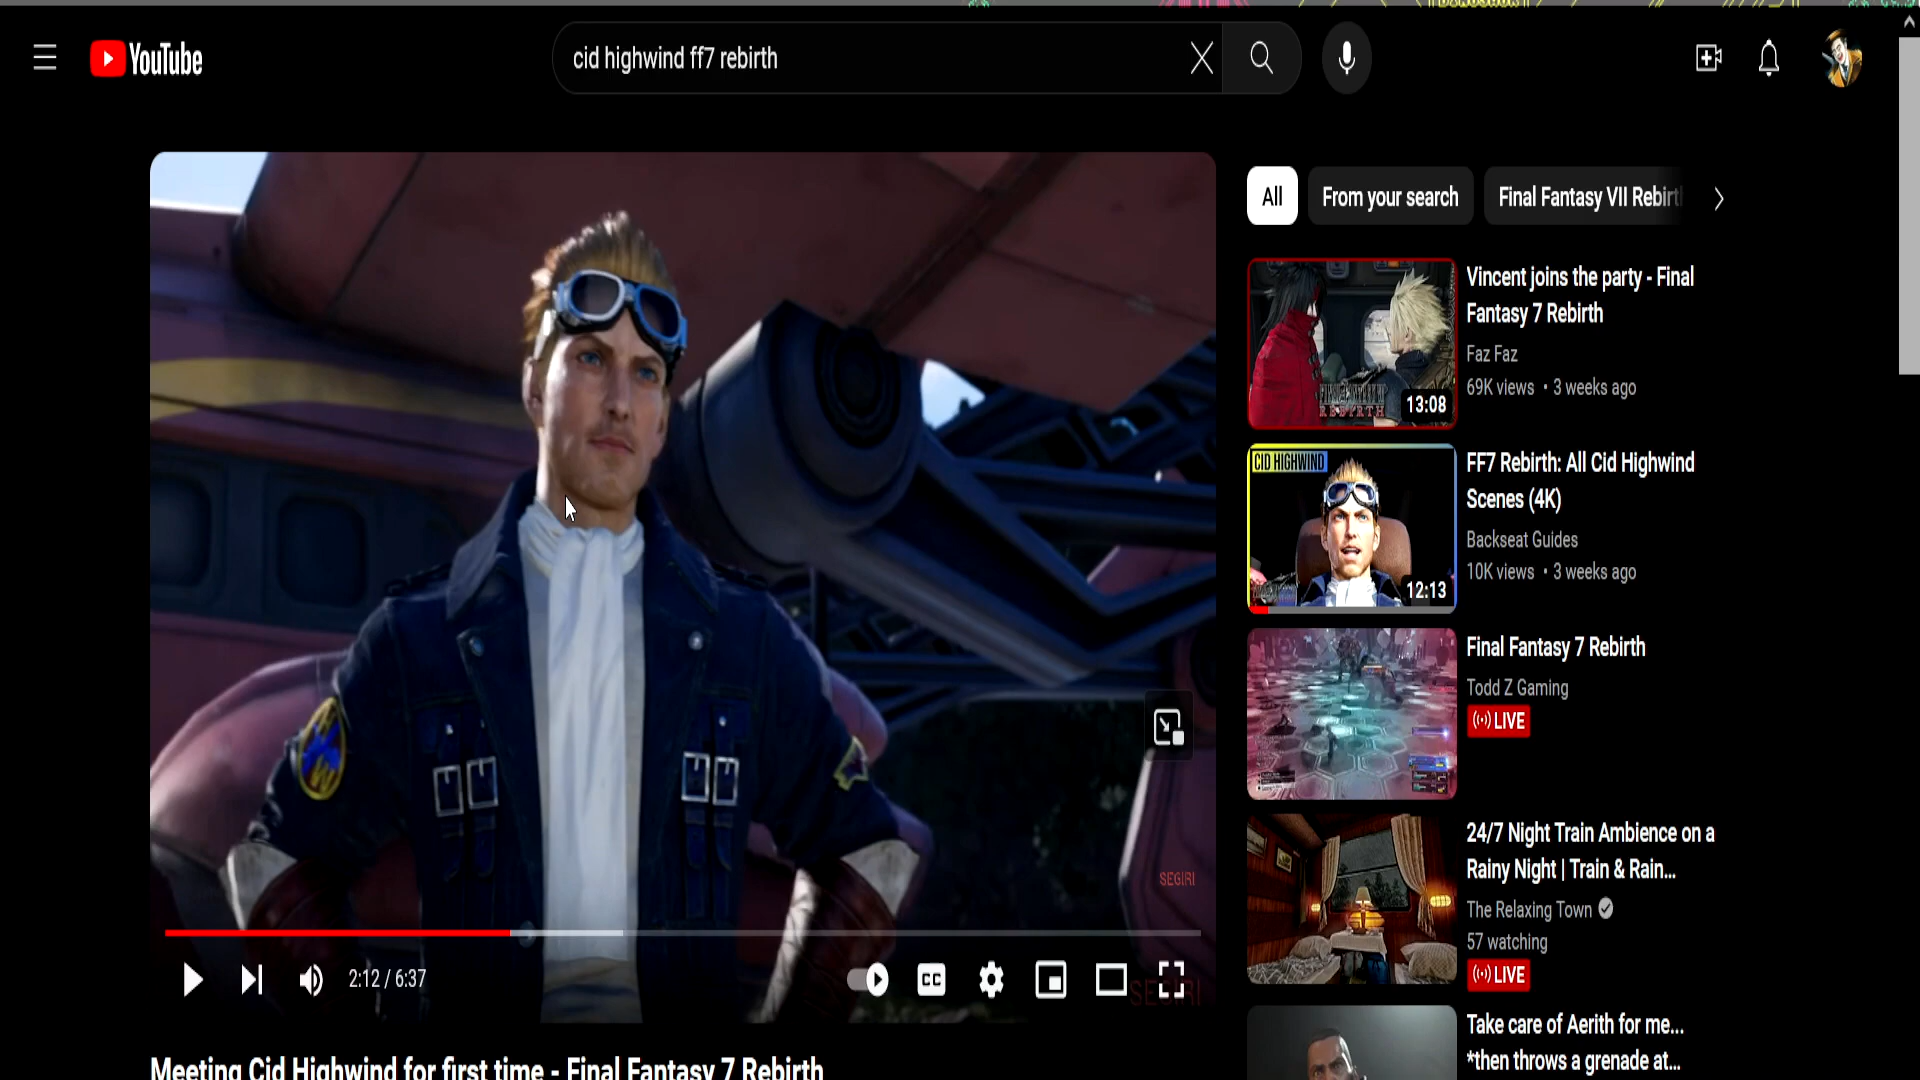 YouTube
cid highwind ff7 rebirth
All
From your search
Final Fantasy VII Rebirt
Vincent joins the party - Final
Fantasy 7 Rebirth
Faz Faz
69K views • 3 weeks ago
REBIRTH
13:08
CID HIGHWIND
FF7 Rebirth: All Cid Highwind
Scenes (4K)
Backseat Guides
10K views • 3 weeks ago
12:13
Final Fantasy 7 Rebirth
Todd Z Gaming
LIVE
24/7 Night Train Ambience on a
Rainy Night | Train & Rain...
The Relaxing Town
57 watching
LIVE
Take care of Aerith for me...
*then throws a grenade at...
SEGIRI
2:12 / 6:37
CC
SEGIRI
Meeting Cid Highwind for first time - Final Fantasy 7 Rebirth